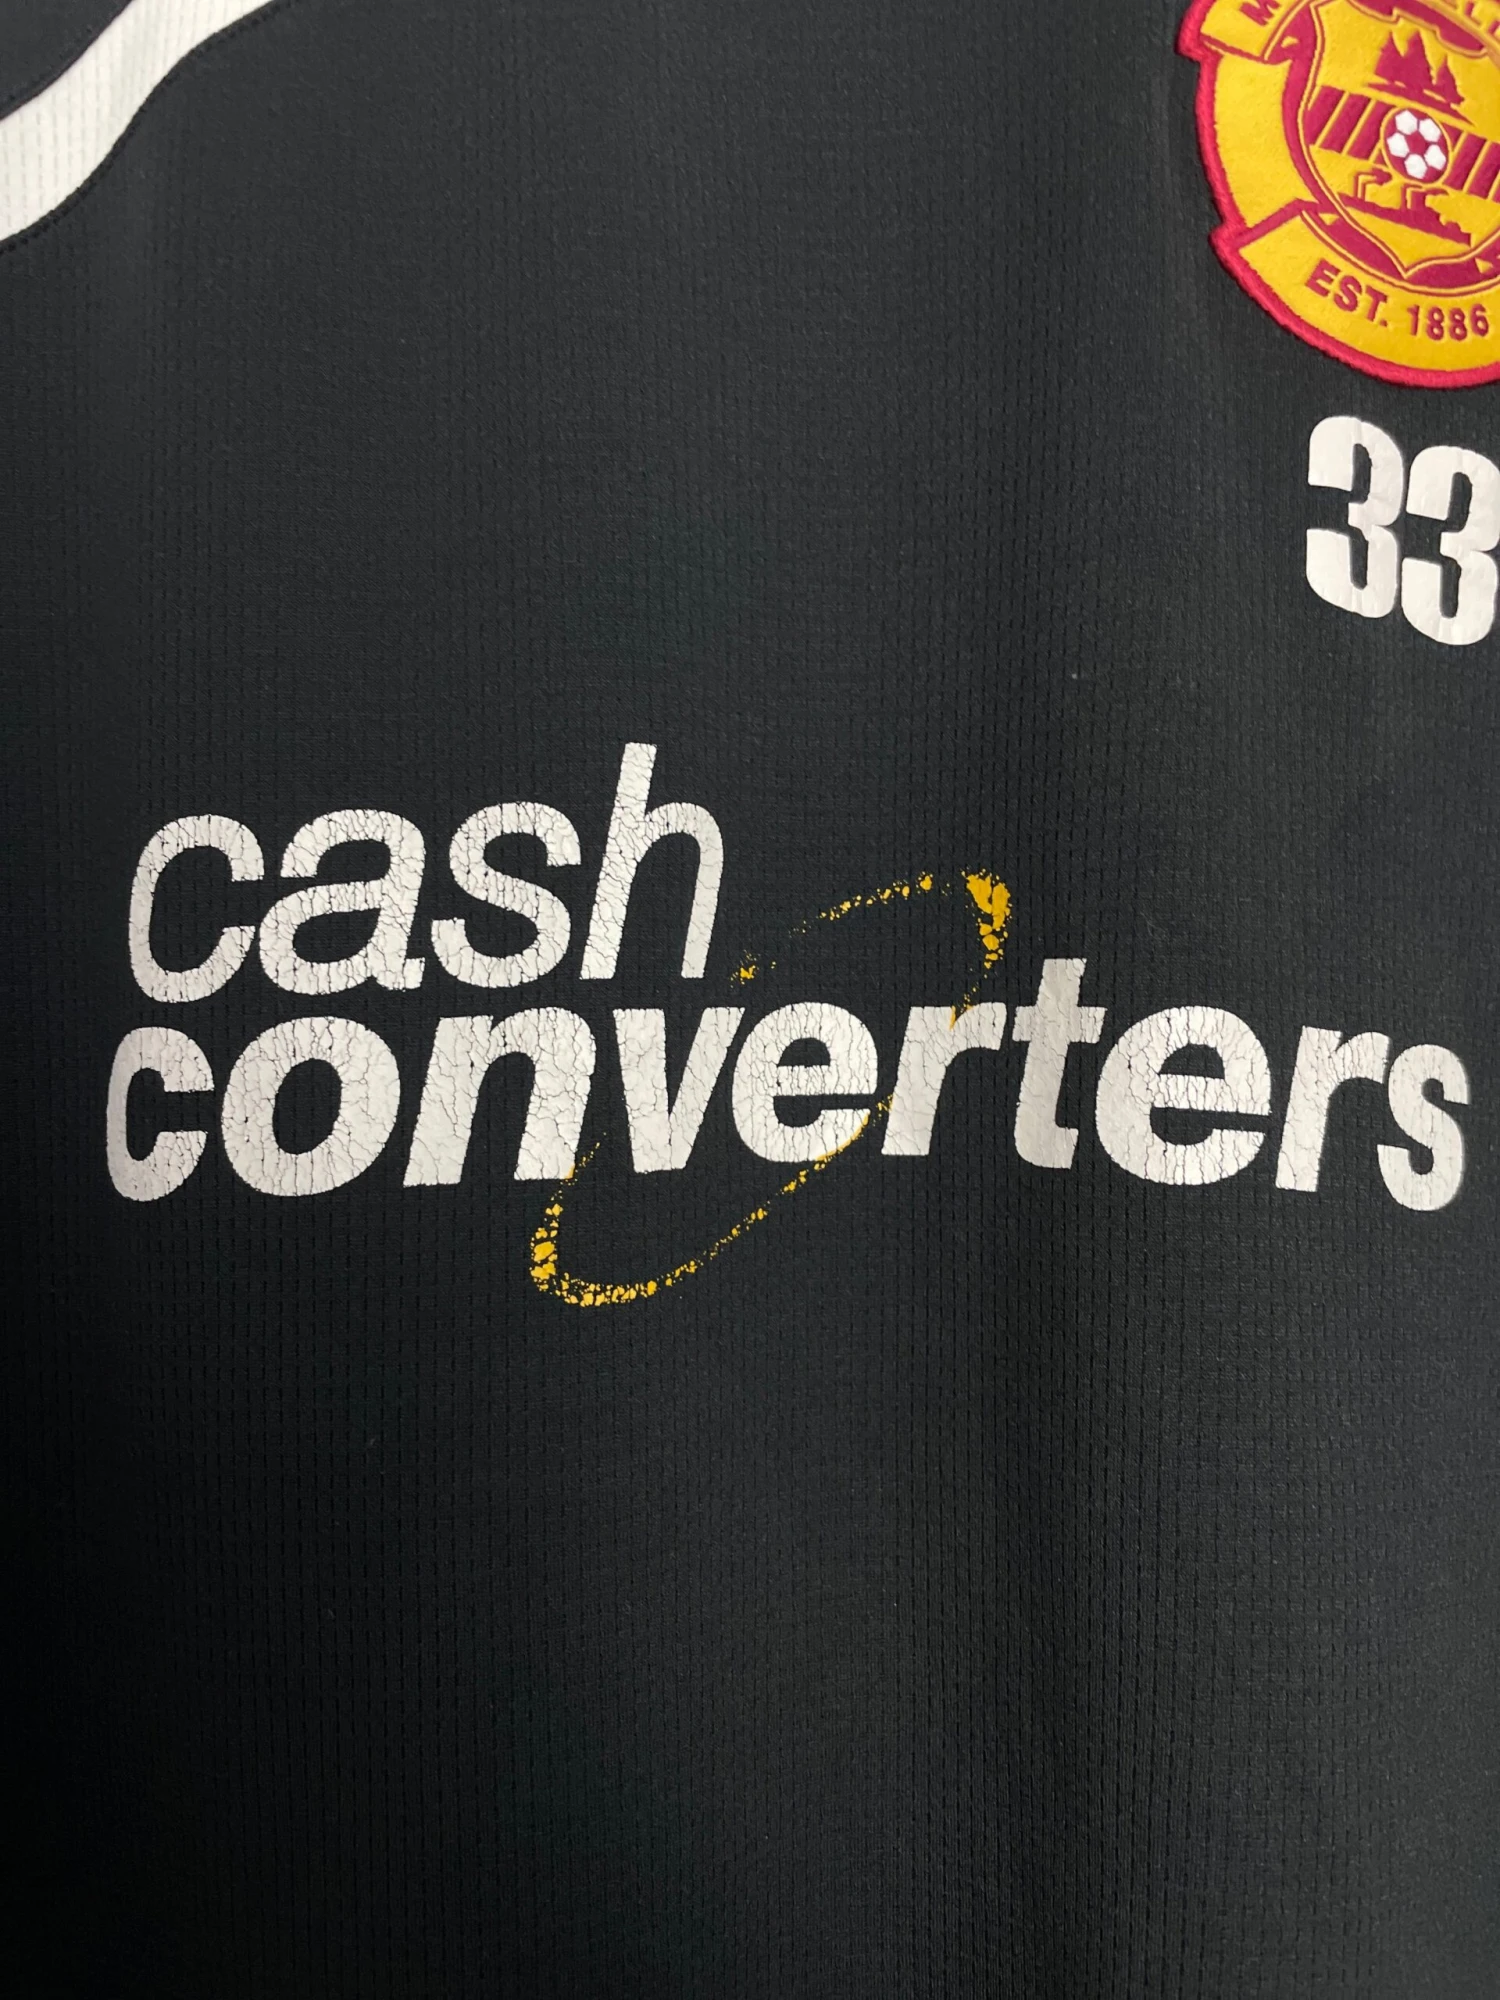 EST. 1886
33
cash
converters